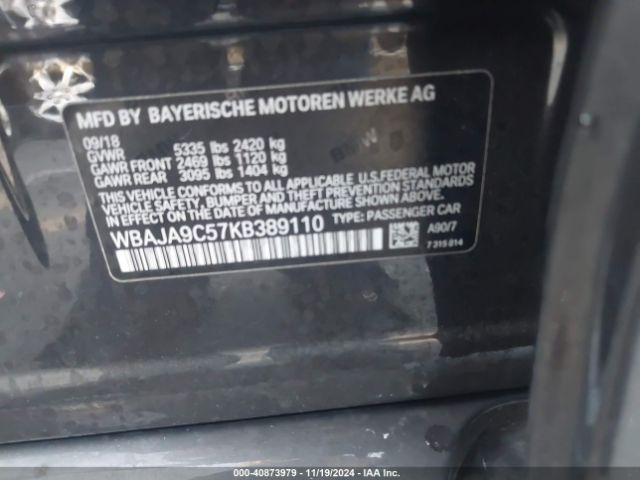 MFD BY BAYERISCHE MOTOREN WERKE AG
09/18
GVWR 5335 lbs 2420 kg
GAWR FRONT 2469 lbs 1120 kg
GAWR REAR 3095 lbs 1404 kg
THIS VEHICLE CONFORMS TO ALL APPLICABLE U.S.FEDERAL MOTOR
VEHICLE SAFETY, BUMPER, AND THEFT PREVENTION STANDARDS
IN EFFECT ON THE DATE OF MANUFACTURE SHOWN ABOVE.
WBAJA9C57KB389110 TYPE: PASSENGER CAR
A90/7
7 315 914
000-40873979 • 11/19/2024 • IAA Inc.